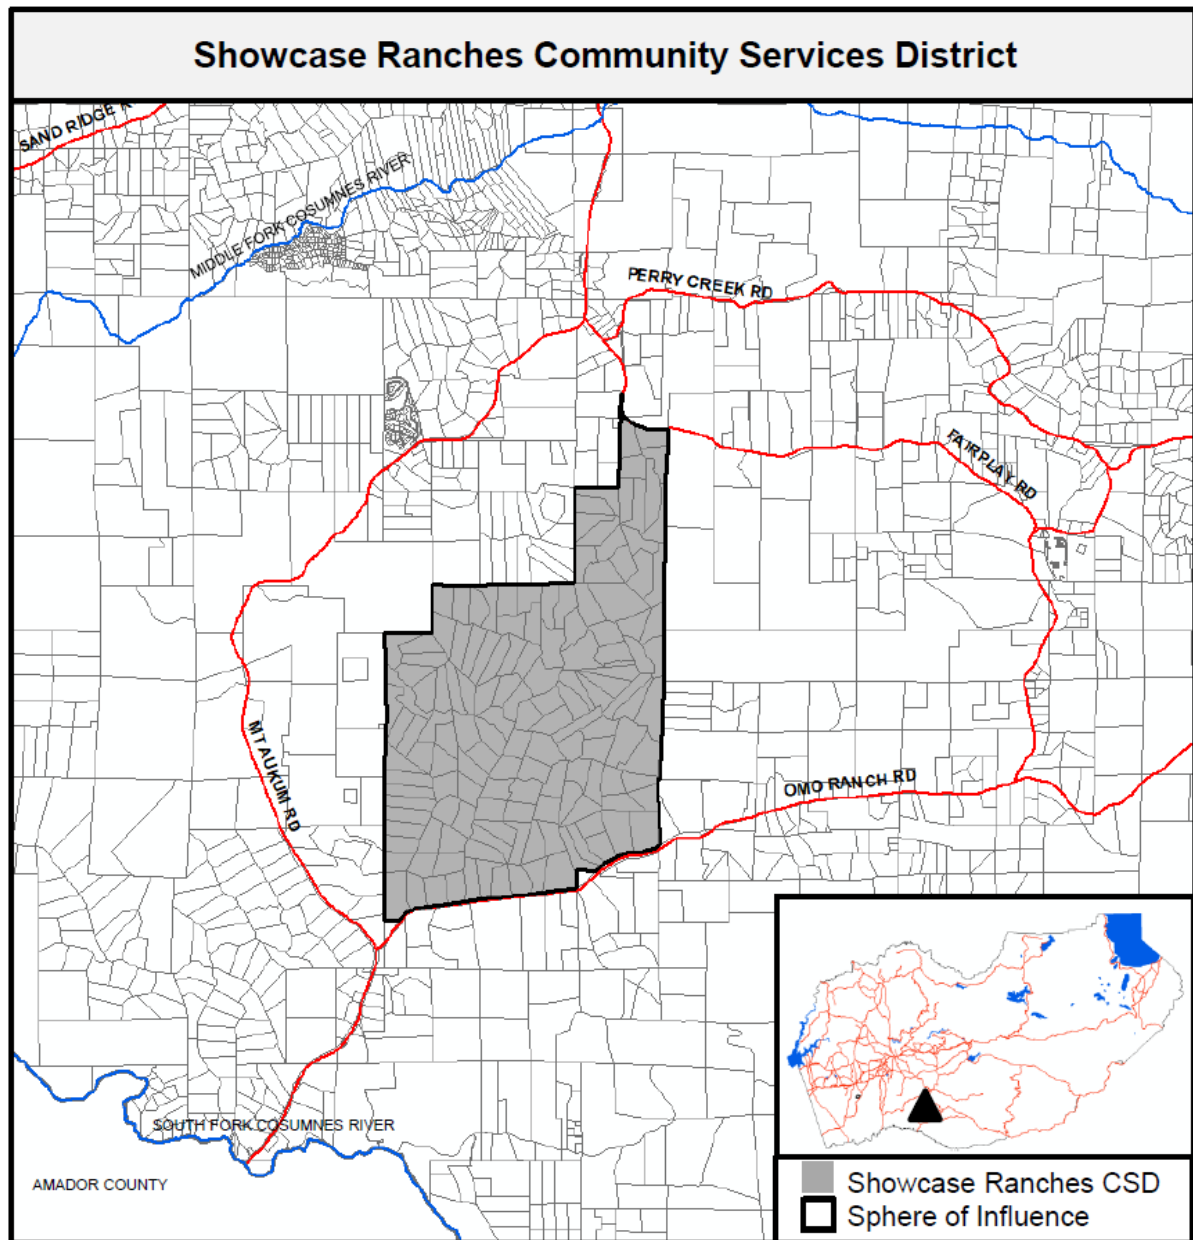 Showcase Ranches Community Services District
SAND RIDGE R
MIDDLE FORK COSUMNES RIVER
PERRY CREEK RD
FAIRPLAY RD
MT AUKUM RD
OMO RANCH RD
SOUTH FORK COSUMNES RIVER
AMADOR COUNTY
Showcase Ranches CSD
Sphere of Influence